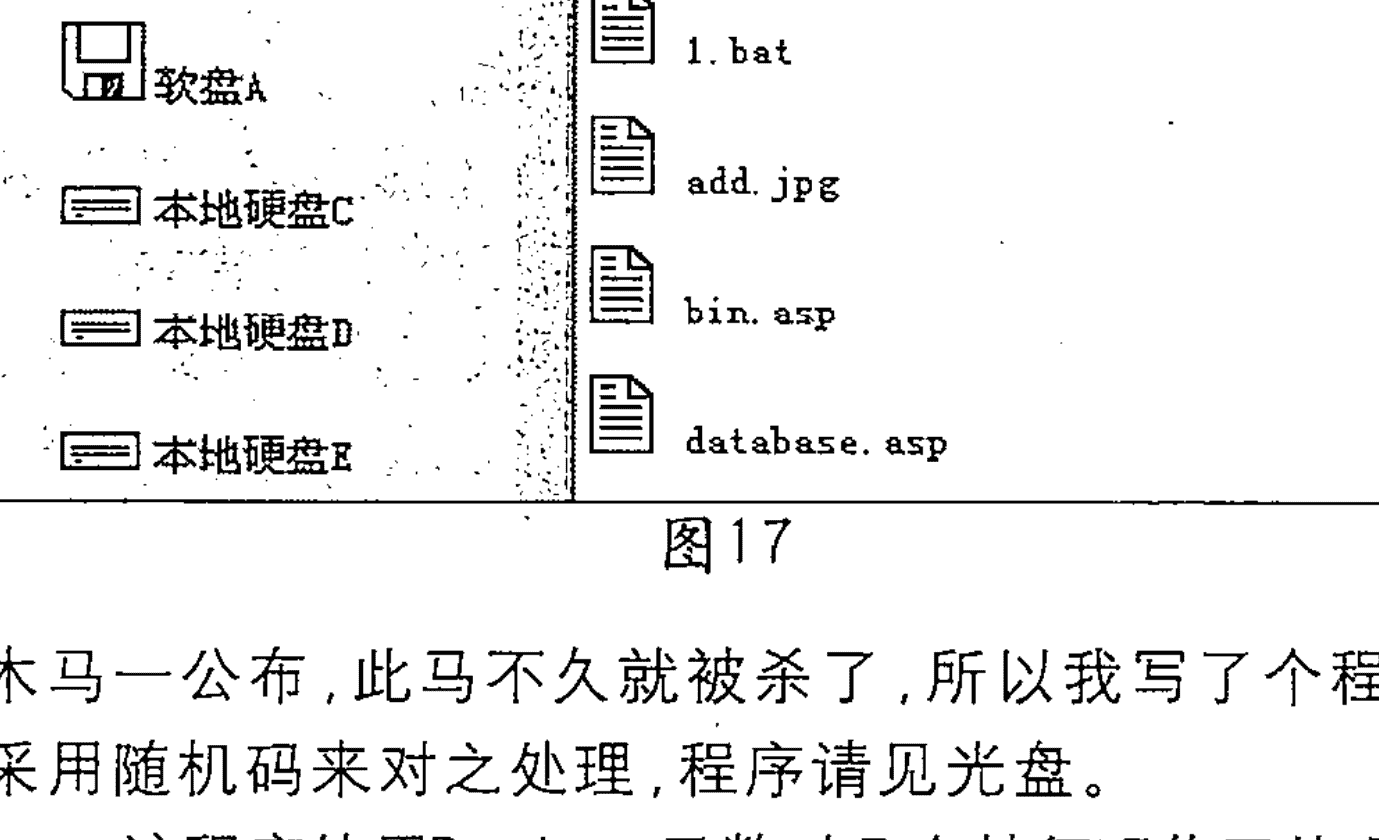 软盘A
本地硬盘C
本地硬盘D
本地硬盘E
1.bat
add.jpg
bin.asp
database.asp
图17
木马一公布,此马不久就被杀了,所以我写了个程
采用随机码来对之处理,程序请见光盘。